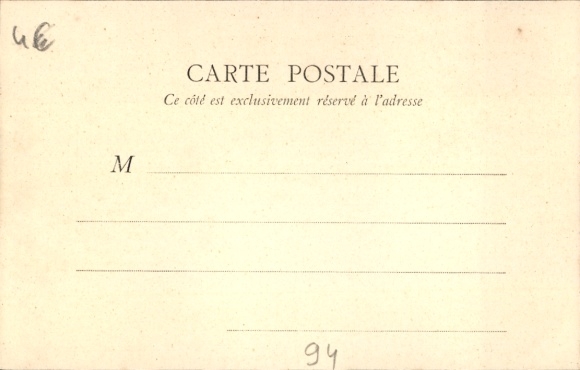 4€
CARTE POSTALE
Ce côté est exclusivement réservé à l'adresse
M
94